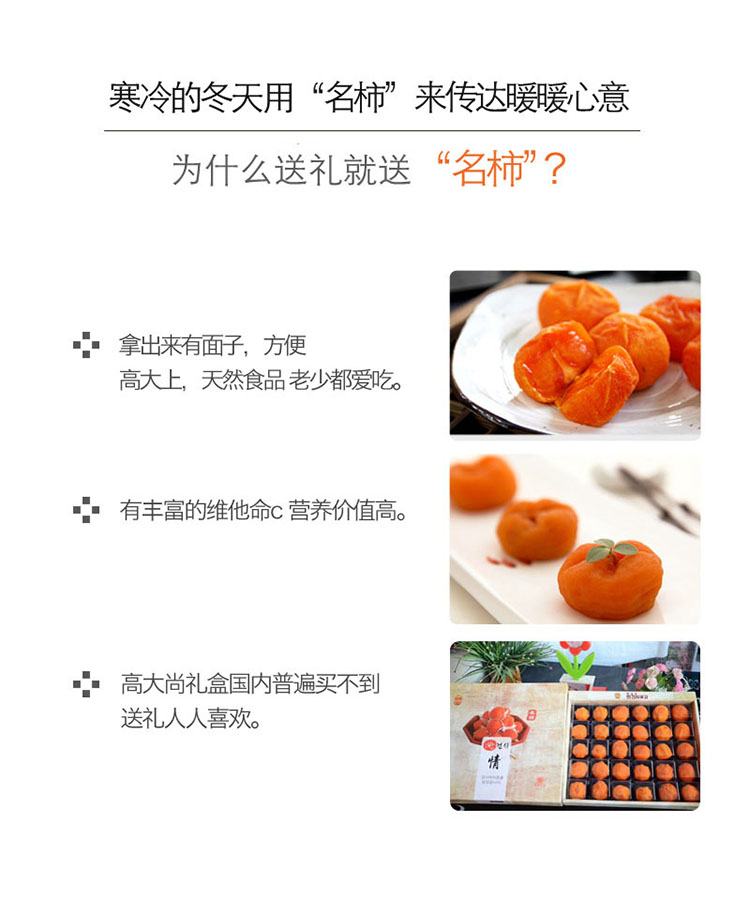 寒冷的冬天用“名柿”来传达暖暖心意
为什么送礼就送“名柿”?
拿出来有面子，方便
高大上，天然食品 老少都爱吃。
有丰富的维他命c 营养价值高。
高大尚礼盒国内普遍买不到
送礼人人喜欢。
情